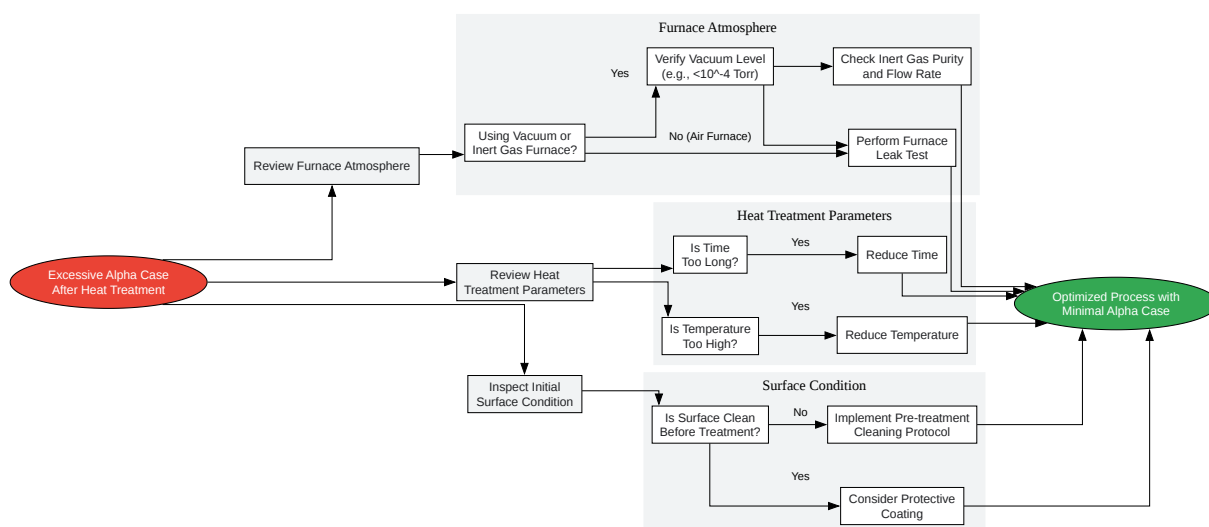 Furnace Atmosphere
Verify Vacuum Level
(e.g., <10^-4 Torr)
Check Inert Gas Purity
and Flow Rate
Yes
Using Vacuum or
Inert Gas Furnace?
No (Air Furnace)
Perform Furnace
Leak Test
Review Furnace Atmosphere
Heat Treatment Parameters
Is Time
Too Long?
Yes
Reduce Time
Excessive Alpha Case
After Heat Treatment
Review Heat
Treatment Parameters
Optimized Process with
Minimal Alpha Case
Yes
Is Temperature
Too High?
Reduce Temperature
Inspect Initial
Surface Condition
Surface Condition
Is Surface Clean
Before Treatment?
No
Implement Pre-treatment
Cleaning Protocol
Yes
Consider Protective
Coating